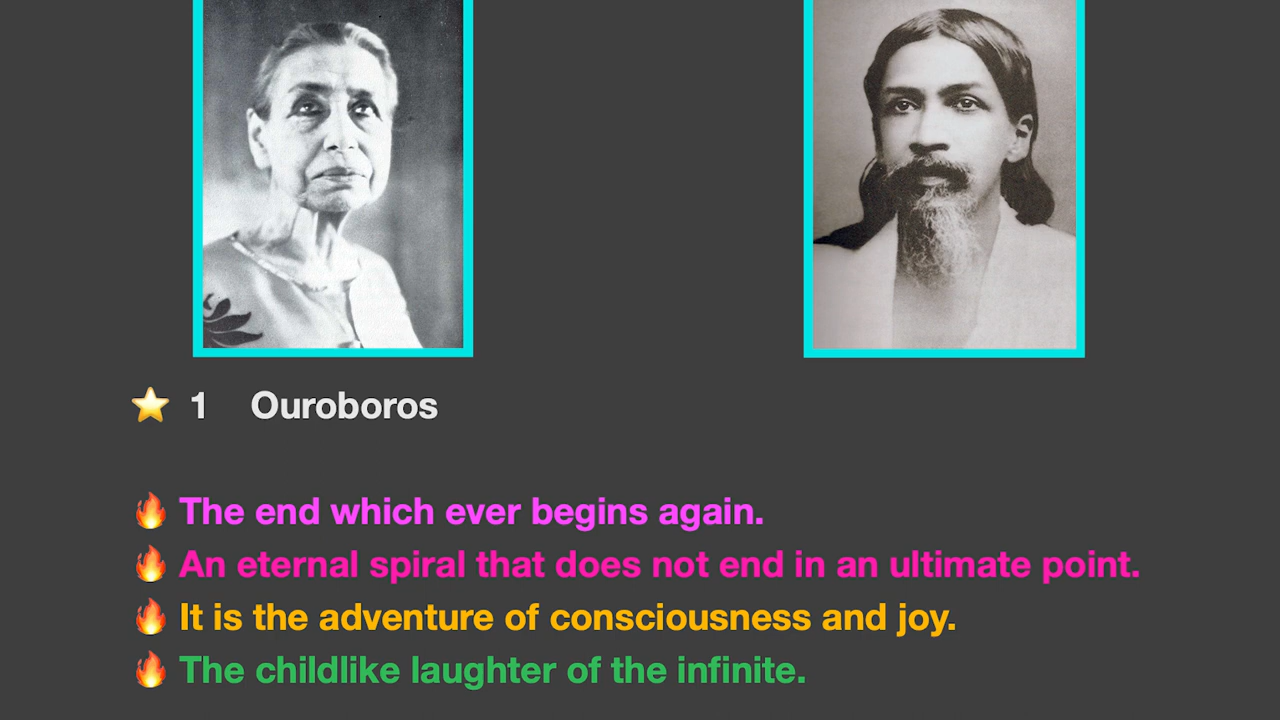 ⭐ 1 Ouroboros
🔥 The end which ever begins again.
🔥 An eternal spiral that does not end in an ultimate point.
🔥 It is the adventure of consciousness and joy.
🔥 The childlike laughter of the infinite.